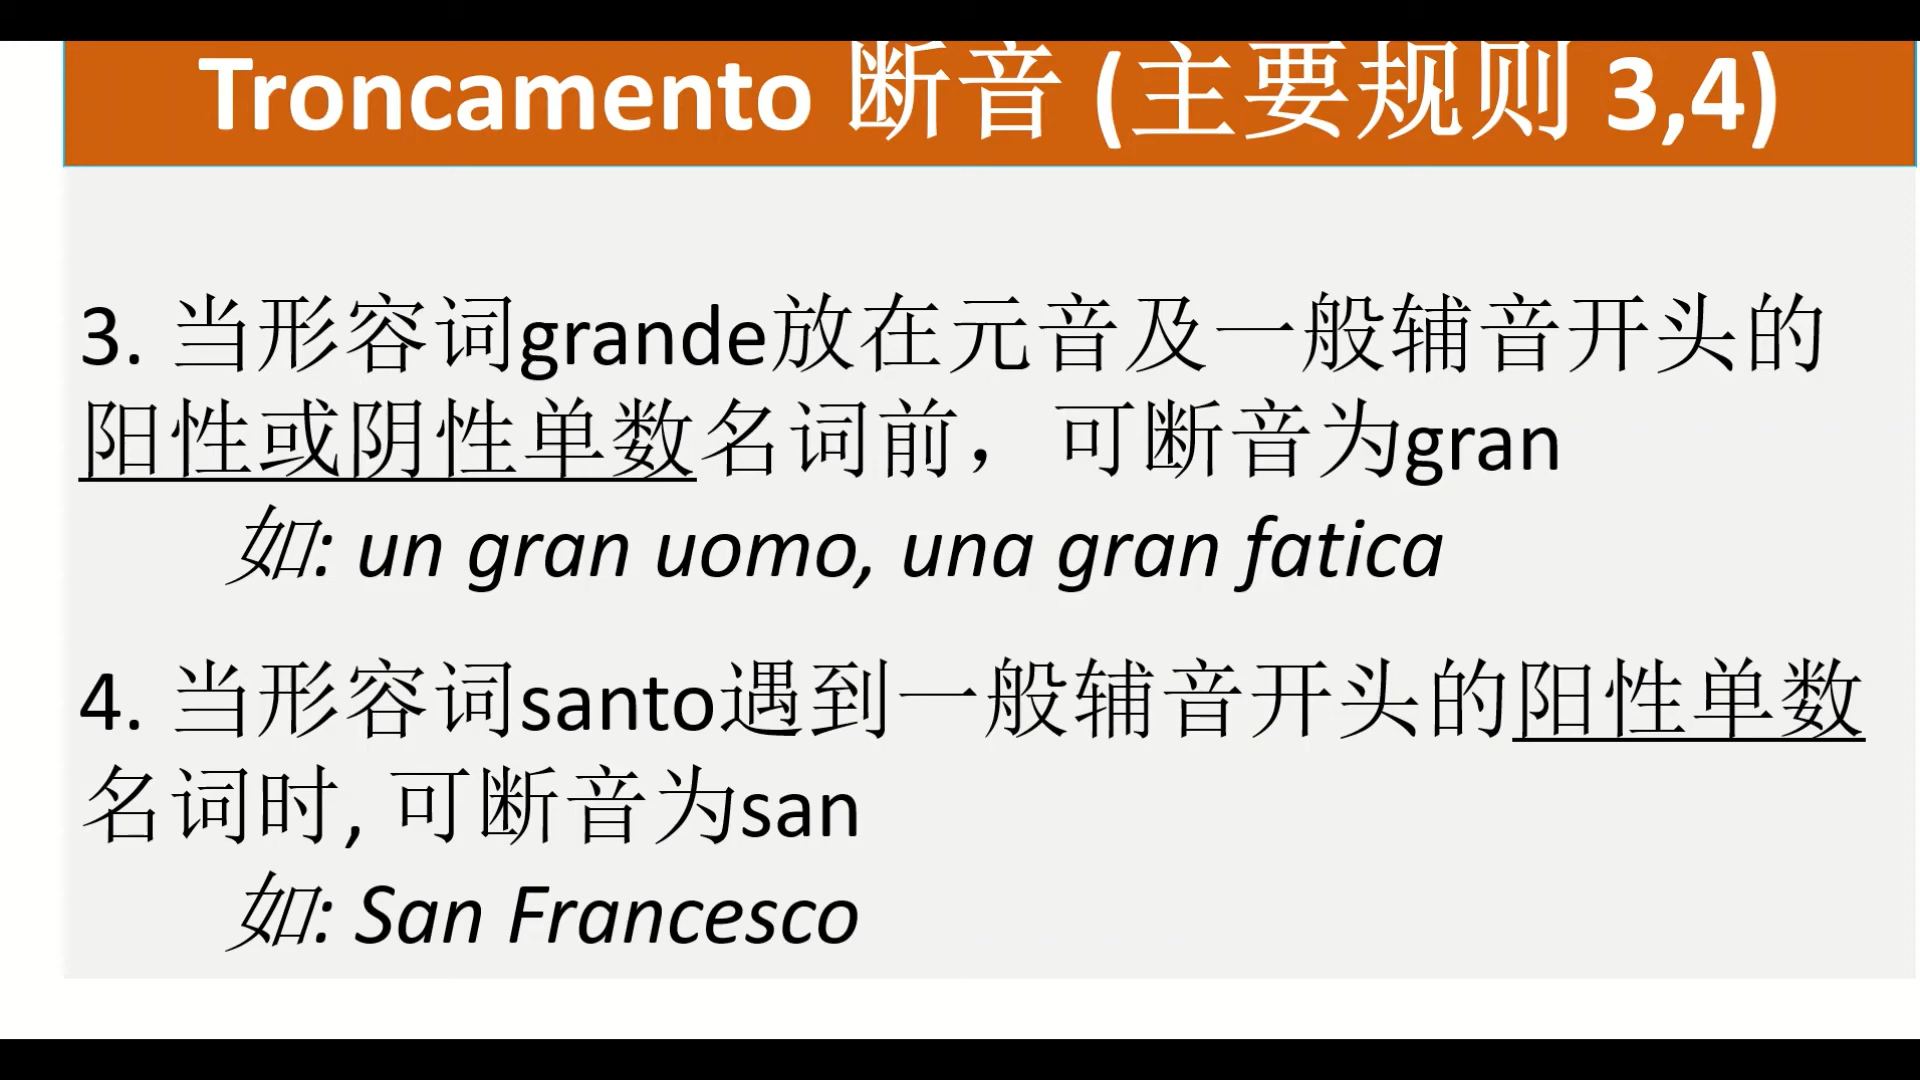 Troncamento 断音 (主要规则 3,4)
3. 当形容词grande放在元音及一般辅音开头的
阳性或阴性单数名词前，可断音为gran
如: un gran uomo, una gran fatica
4. 当形容词santo遇到一般辅音开头的阳性单数
名词时, 可断音为san
如: San Francesco